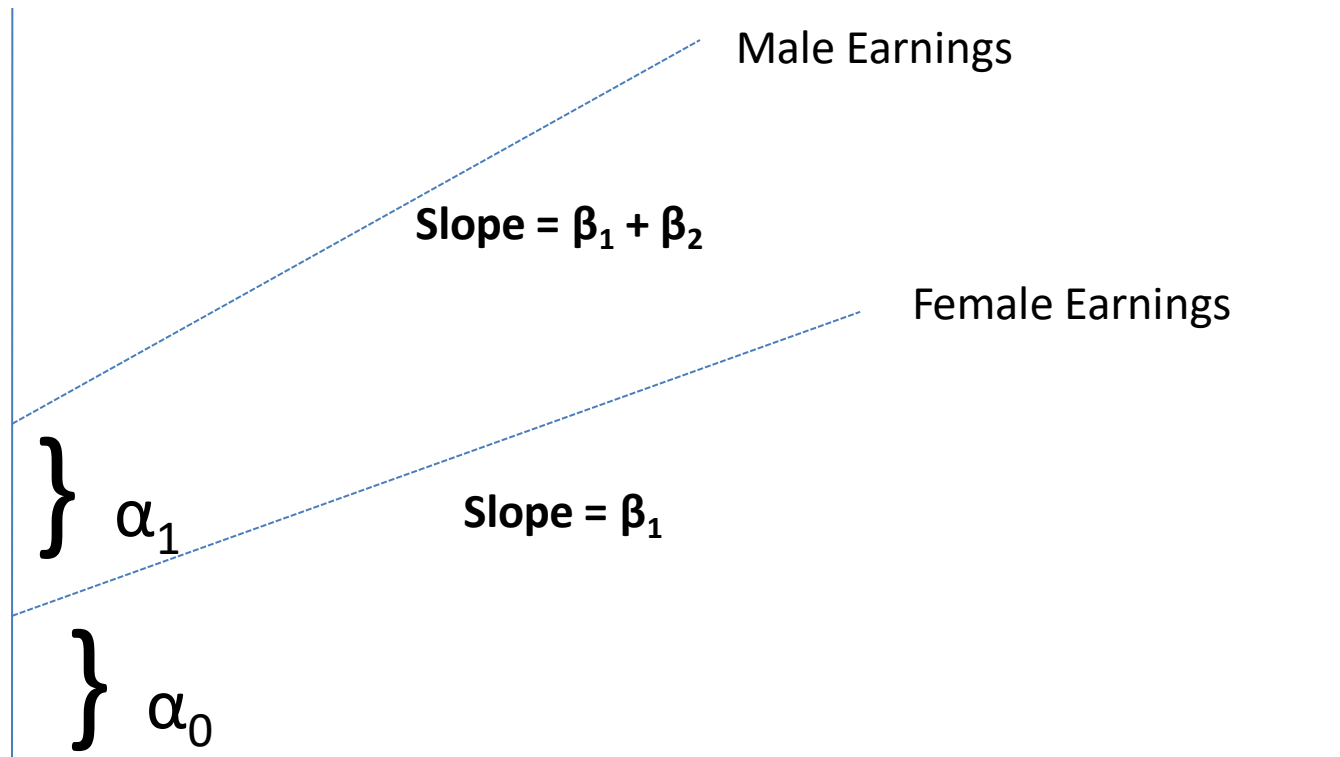 Male Earnings
Slope = β₁ + β₂
Female Earnings
} α₁
Slope = β₁
} α₀